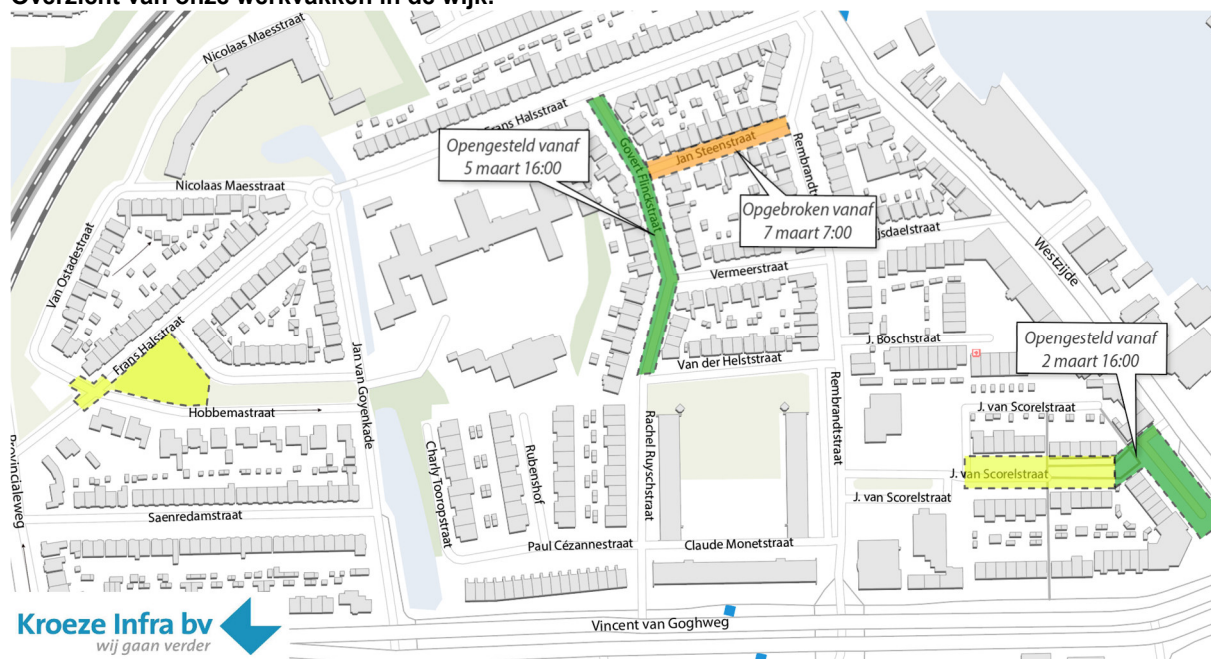 Overzicht van onze werkvakken in de wijk:
Nicolaas Maesstraat
Frans Halsstraat
Opengesteld vanaf
5 maart 16:00
Govert Flinckstraat
Jan Steenstraat
Rembrandt
Opgebroken vanaf
7 maart 7:00
Nicolaas Maesstraat
Van Ostadestraat
ijsdaelstraat
Westzijde
Vermeerstraat
Frans Halsstraat
Jan van Goyenkade
Opengesteld vanaf
2 maart 16:00
J. Boschstraat
Van der Helststraat
Hobbemastraat
Rembrandtstraat
J. van Scorelstraat
Rachel Ruyschstraat
Charly Tooropstraat
Rubenshof
Provincialeweg
J. van Scorelstraat
J. van Scorelstraat
Saenredamstraat
Paul Cézannestraat
Claude Monetstraat
Vincent van Goghweg
Kroeze Infra bv
wij gaan verder